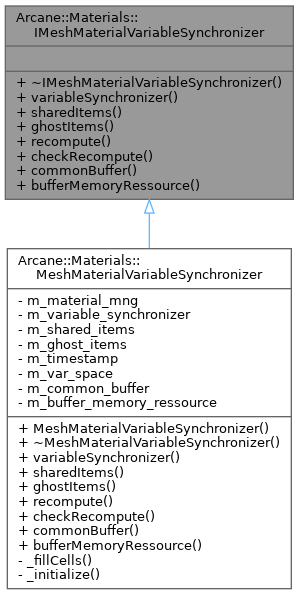 Arcane::Materials::
IMeshMaterialVariableSynchronizer
+ ~IMeshMaterialVariableSynchronizer()
+ variableSynchronizer()
+ sharedItems()
+ ghostItems()
+ recompute()
+ checkRecompute()
+ commonBuffer()
+ bufferMemoryRessource()
Arcane::Materials::
MeshMaterialVariableSynchronizer
- m_material_mng
- m_variable_synchronizer
- m_shared_items
- m_ghost_items
- m_timestamp
- m_var_space
- m_common_buffer
- m_buffer_memory_ressource
+ MeshMaterialVariableSynchronizer()
+ ~MeshMaterialVariableSynchronizer()
+ variableSynchronizer()
+ sharedItems()
+ ghostItems()
+ recompute()
+ checkRecompute()
+ commonBuffer()
+ bufferMemoryRessource()
- _fillCells()
- _initialize()